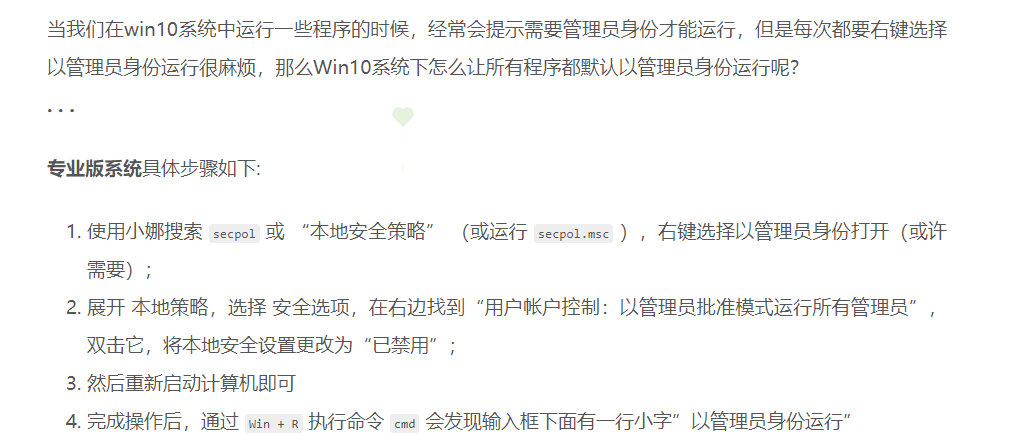 当我们在win10系统中运行一些程序的时候，经常会提示需要管理员身份才能运行，但是每次都要右键选择
以管理员身份运行很麻烦，那么Win10系统下怎么让所有程序都默认以管理员身份运行呢？
...
专业版系统具体步骤如下:
1. 使用小娜搜索 secpol 或 “本地安全策略” （或运行 secpol.msc ），右键选择以管理员身份打开（或许
需要）；
2. 展开 本地策略，选择 安全选项，在右边找到“用户帐户控制：以管理员批准模式运行所有管理员”，
双击它，将本地安全设置更改为“已禁用”；
3. 然后重新启动计算机即可
4. 完成操作后，通过 Win + R 执行命令 cmd 会发现输入框下面有一行小字”以管理员身份运行”